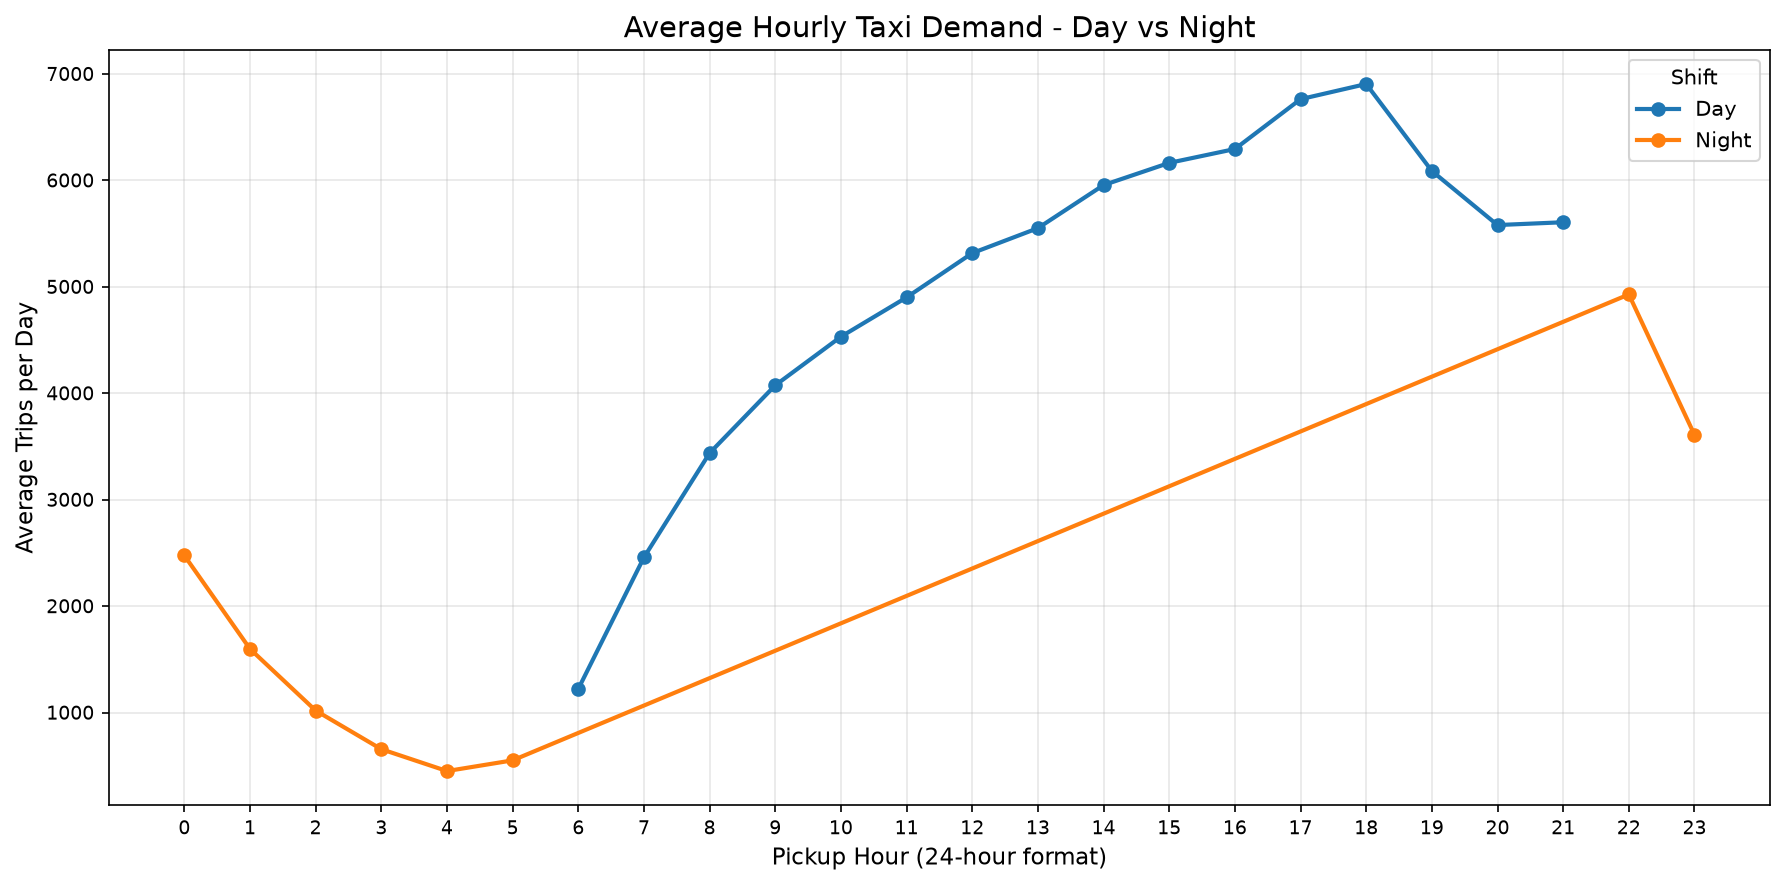 Average Hourly Taxi Demand - Day vs Night
Shift
Day
Night
Average Trips per Day
7000
6000
5000
4000
3000
2000
1000
0 1 2 3 4 5 6 7 8 9 10 11 12 13 14 15 16 17 18 19 20 21 22 23
Pickup Hour (24-hour format)